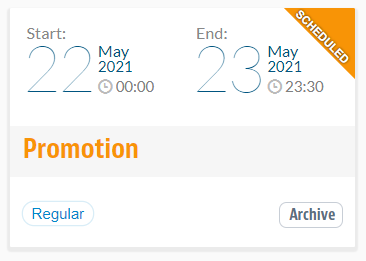 Start:
22 May 2021 00:00
End:
23 May 2021 23:30
SCHEDULED
Promotion
Regular
Archive